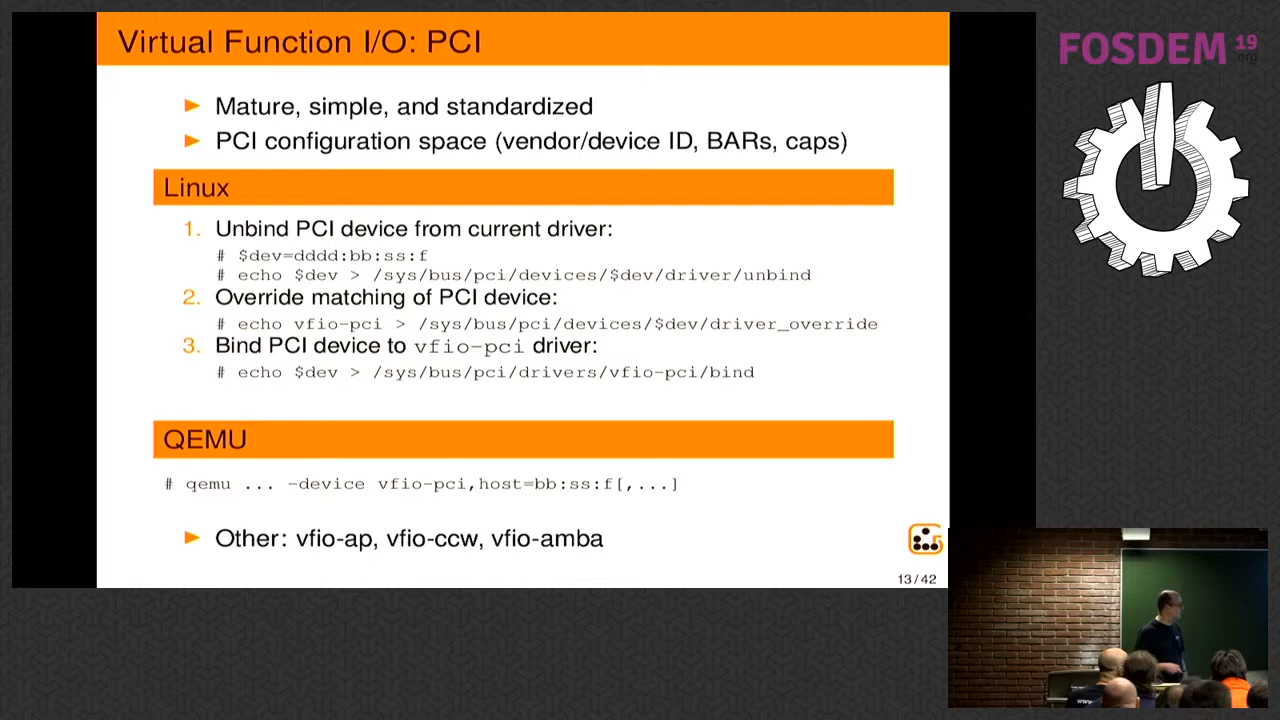 Virtual Function I/O: PCI
Mature, simple, and standardized
PCI configuration space (vendor/device ID, BARs, caps)
Linux
1. Unbind PCI device from current driver:
# $dev=dddd:bb:ss:f
# echo $dev > /sys/bus/pci/devices/$dev/driver/unbind
2. Override matching of PCI device:
# echo vfio-pci > /sys/bus/pci/devices/$dev/driver_override
3. Bind PCI device to vfio-pci driver:
# echo $dev > /sys/bus/pci/drivers/vfio-pci/bind
QEMU
# qemu ... -device vfio-pci,host=bb:ss:f[,...]
Other: vfio-ap, vfio-ccw, vfio-amba
13 / 42
FOSDEM 19
.org